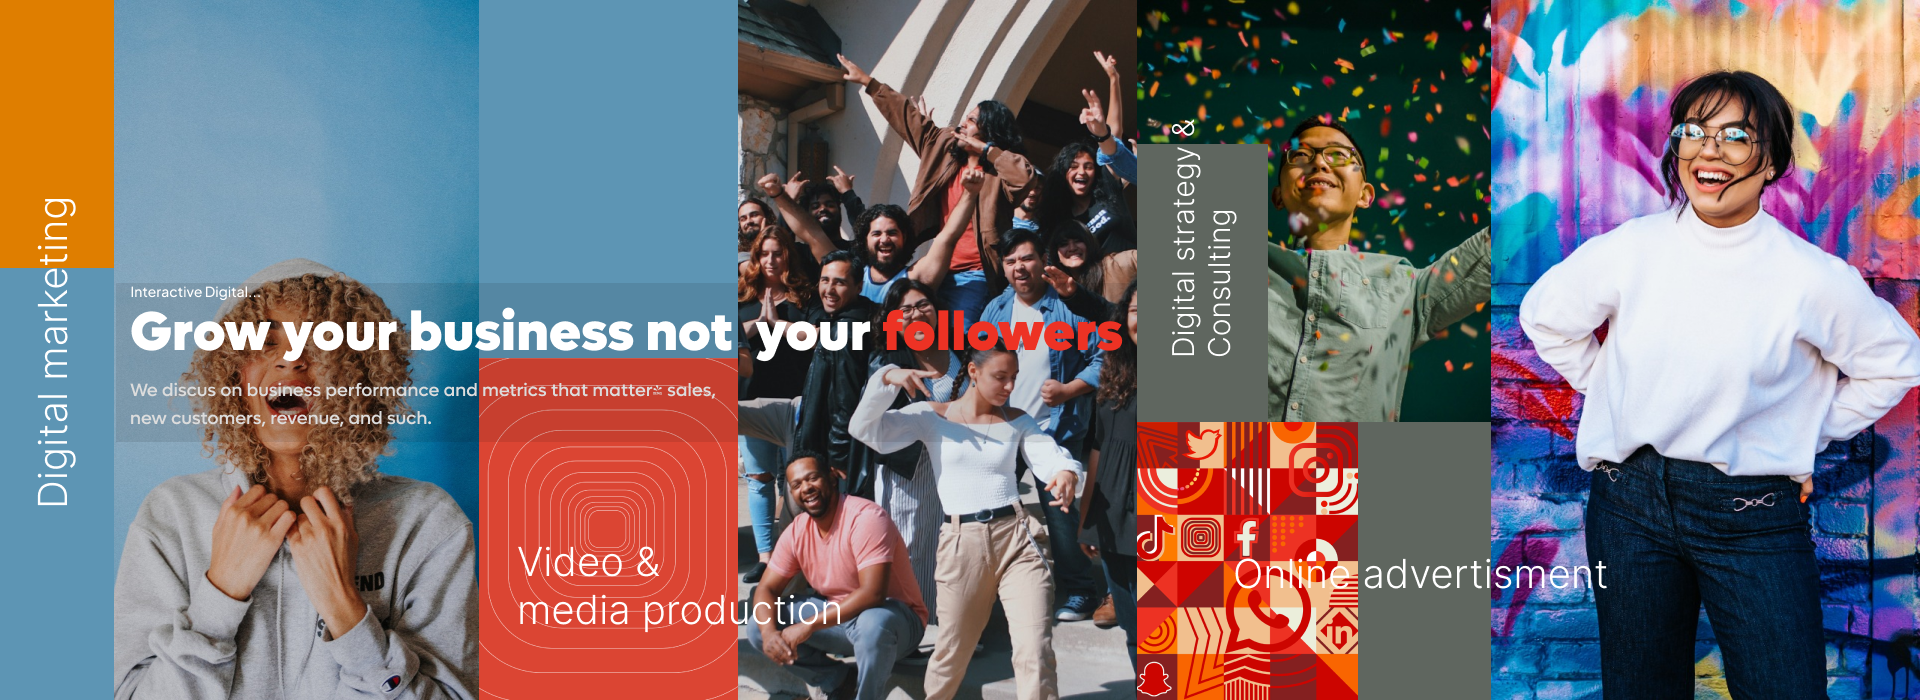 Digital marketing
Interactive Digital...
Grow your business not your followers
We discus on business performance and metrics that matter: sales,
new customers, revenue, and such.
Video &
media production
Digital strategy &
Consulting
Online advertisment
END